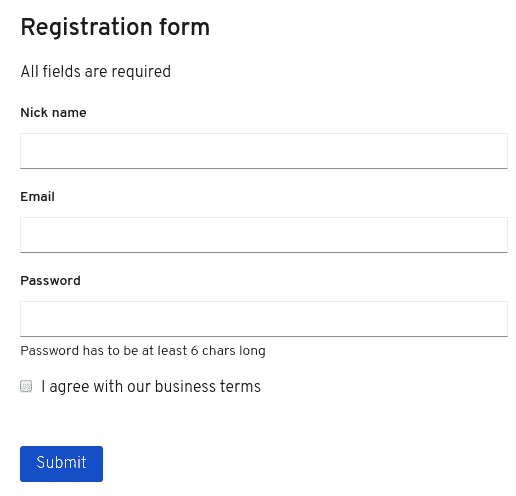 Registration form
All fields are required
Nick name
Email
Password
Password has to be at least 6 chars long
I agree with our business terms
Submit